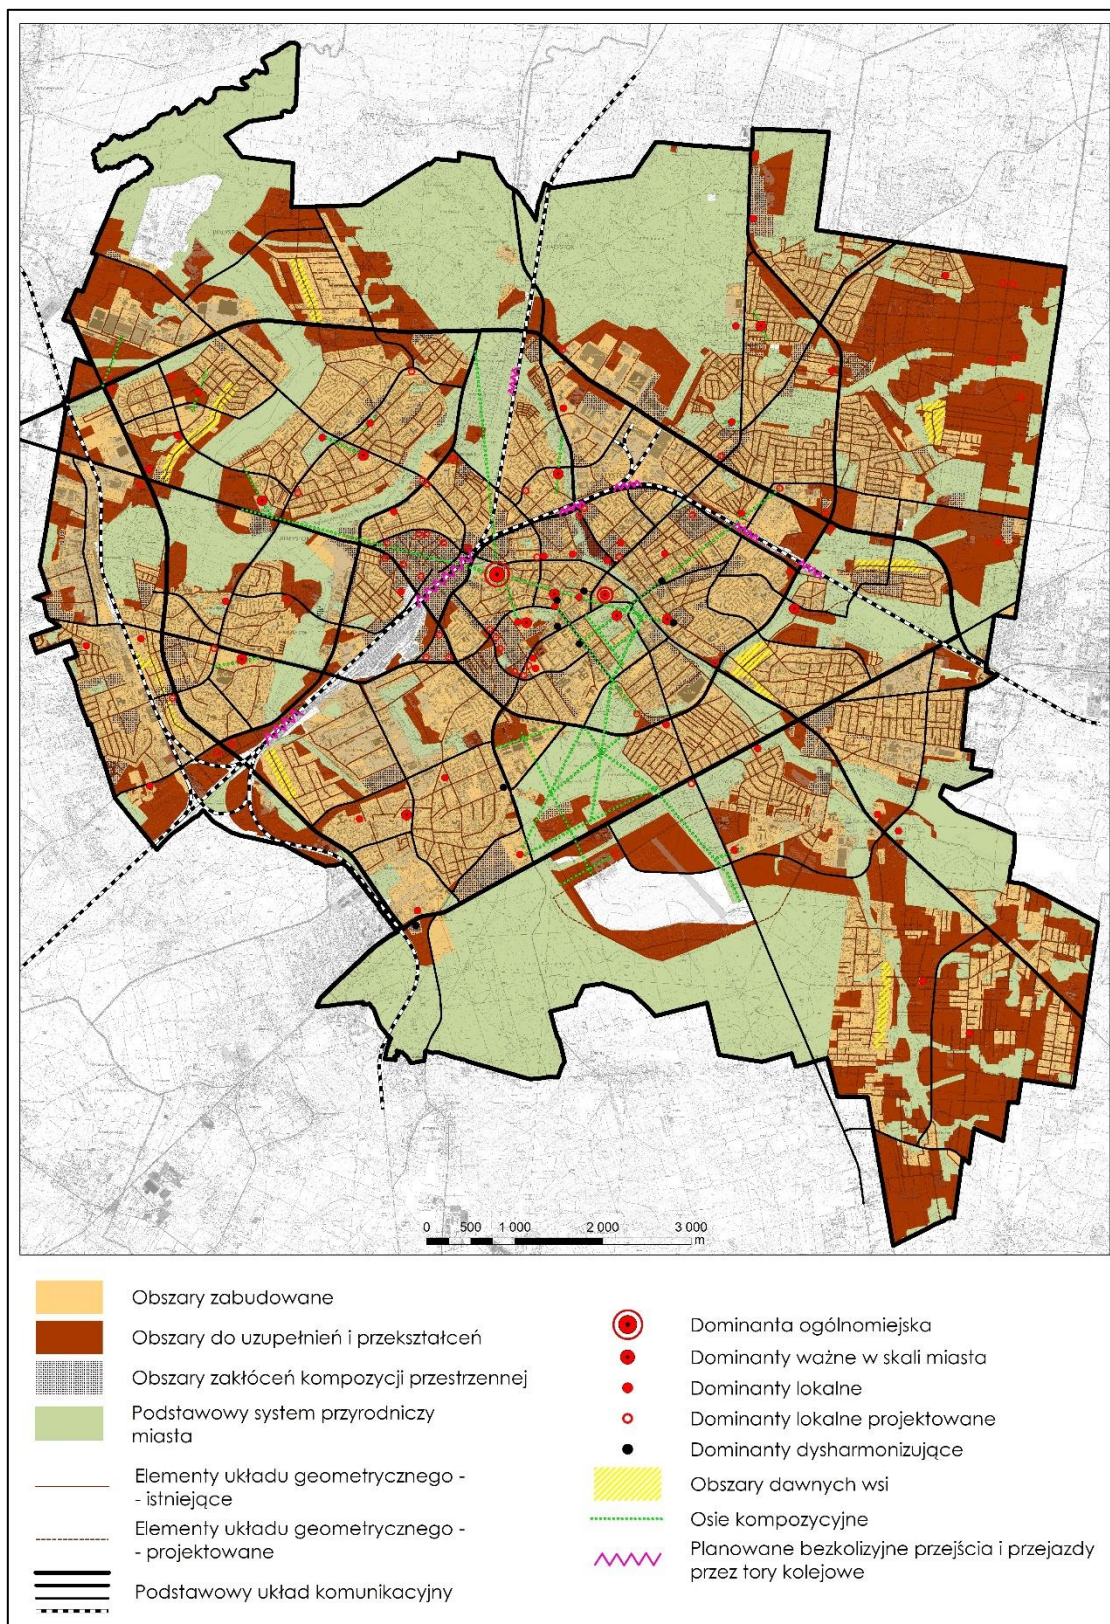 0 500 1 000 2 000 3 000
m
Obszary zabudowane
Obszary do uzupełnień i przekształceń
Obszary zakłóceń kompozycji przestrzennej
Podstawowy system przyrodniczy
miasta
Elementy układu geometrycznego -
- istniejące
Elementy układu geometrycznego -
- projektowane
Podstawowy układ komunikacyjny
Dominanta ogólnomiejska
Dominanty ważne w skali miasta
Dominanty lokalne
Dominanty lokalne projektowane
Dominanty dysharmonizujące
Obszary dawnych wsi
Osie kompozycyjne
Planowane bezkolizyjne przejścia i przejazdy
przez tory kolejowe